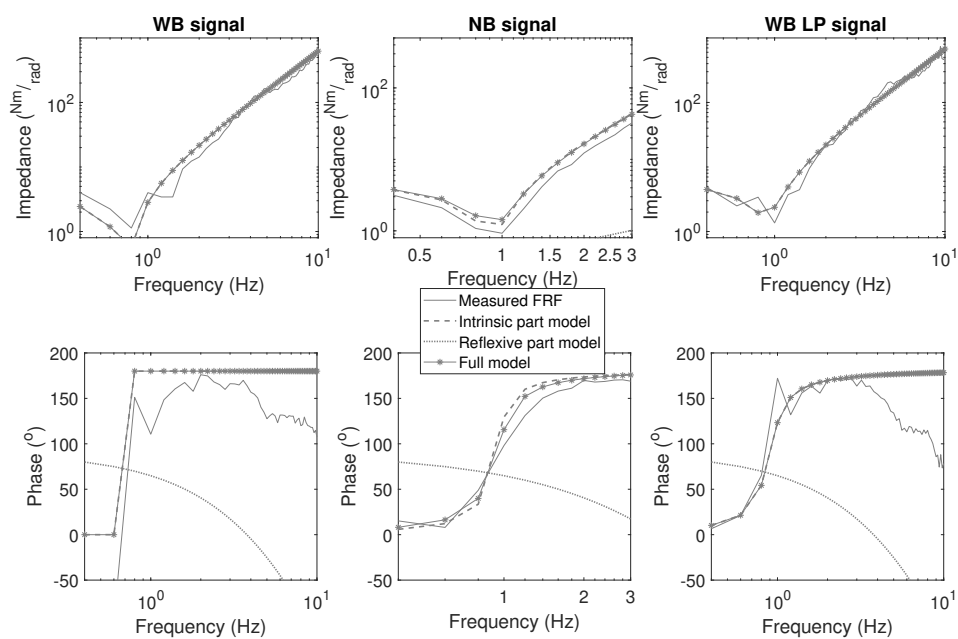 WB signal
NB signal
WB LP signal
Impedance (Nm/rad)
10^2
10^0
10^0
10^1
Frequency (Hz)
Impedance (Nm/rad)
10^2
10^0
0.5
1
1.5
2
2.5
3
Frequency (Hz)
Impedance (Nm/rad)
10^2
10^0
10^0
10^1
Frequency (Hz)
Measured FRF
Intrinsic part model
Reflexive part model
Full model
Phase (°)
200
150
100
50
0
-50
10^0
10^1
Frequency (Hz)
Phase (°)
200
150
100
50
0
-50
1
2
3
Frequency (Hz)
Phase (°)
200
150
100
50
0
-50
10^0
10^1
Frequency (Hz)